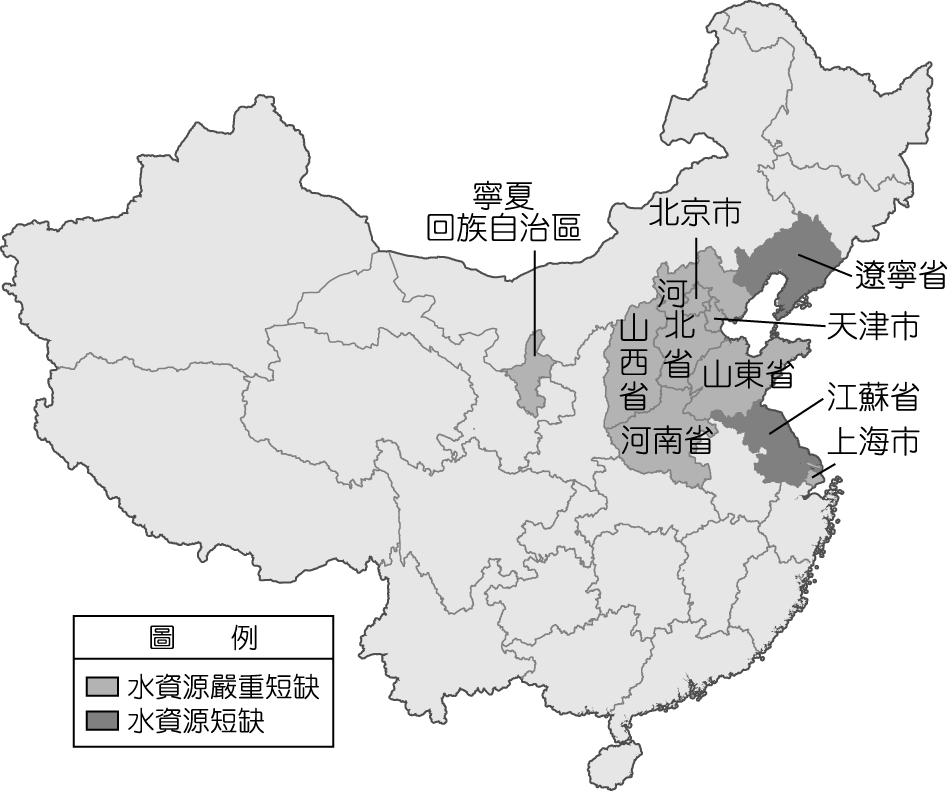 寧夏
回族自治區
北京市
遼寧省
河北省
天津市
山西省
山東省
江蘇省
河南省
上海市
圖 例
水資源嚴重短缺
水資源短缺